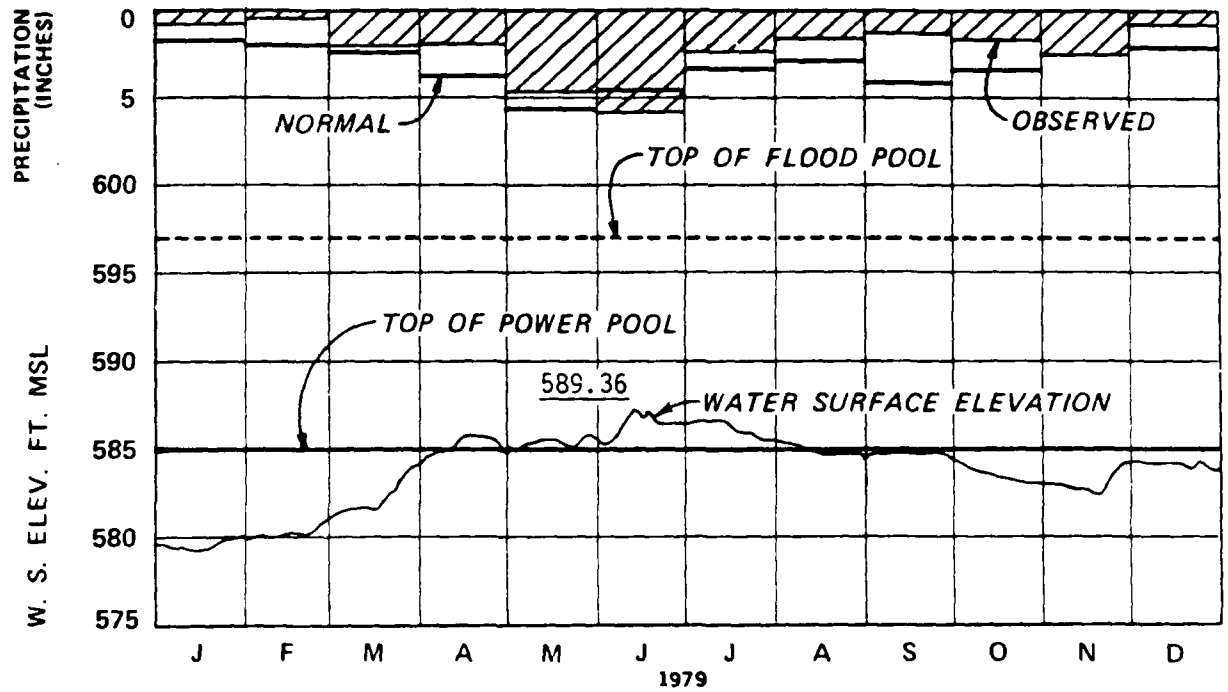 PRECIPITATION
(INCHES)
0
5
NORMAL
OBSERVED
TOP OF FLOOD POOL
600
595
TOP OF POWER POOL
590
589.36
WATER SURFACE ELEVATION
585
580
575
W. S. ELEV. FT. MSL
J F M A M J J A S O N D
1979